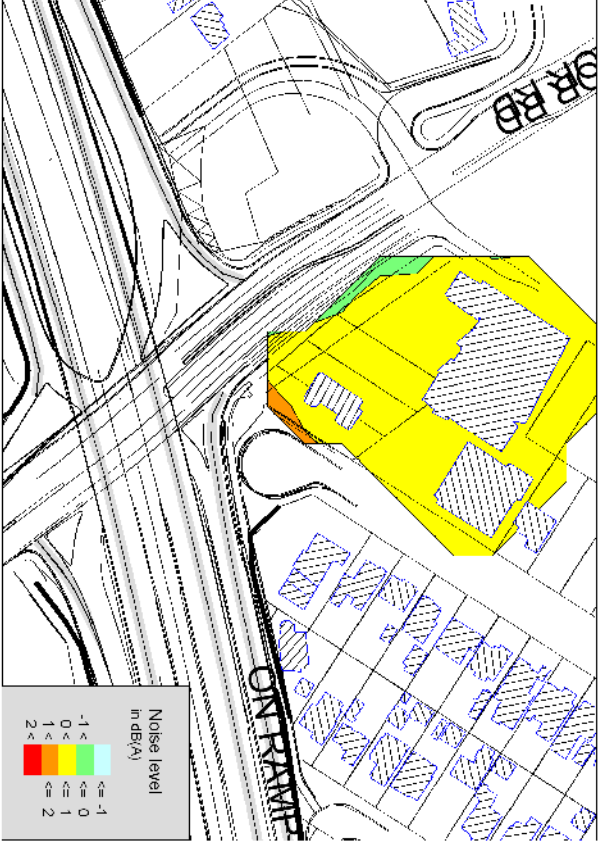 OR RD
ON RAMP
Noise level
in dB(A)
<= -1
-1 < <= 0
0 < <= 1
1 < <= 2
2 <